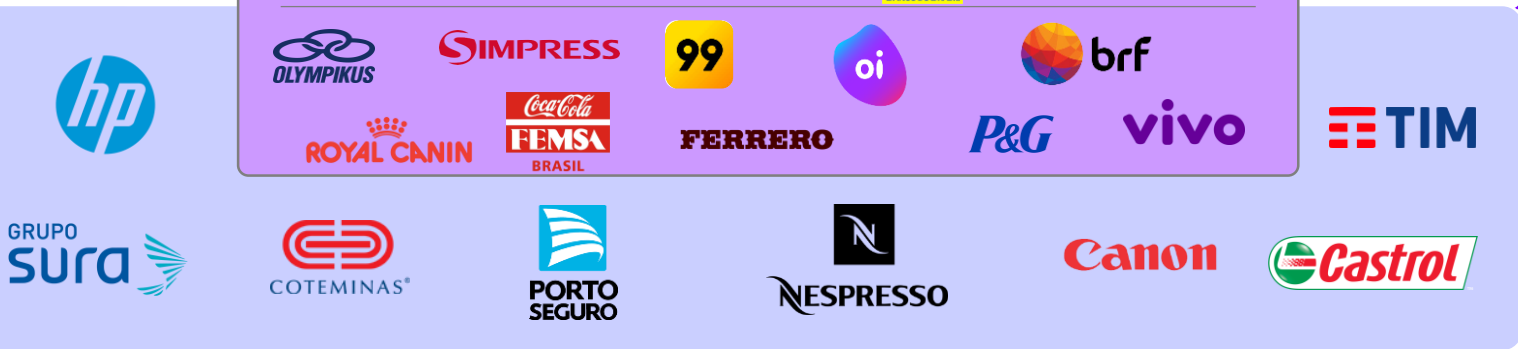 OLYMPIKUS
SIMPRESS
99
oi
brf
hp
ROYAL CANIN
Coca-Cola
FEMSA
BRASIL
FERRERO
P&G
vivo
TIM
GRUPO
sura
COTEMINAS®
PORTO
SEGURO
N
NESPRESSO
Canon
Castrol